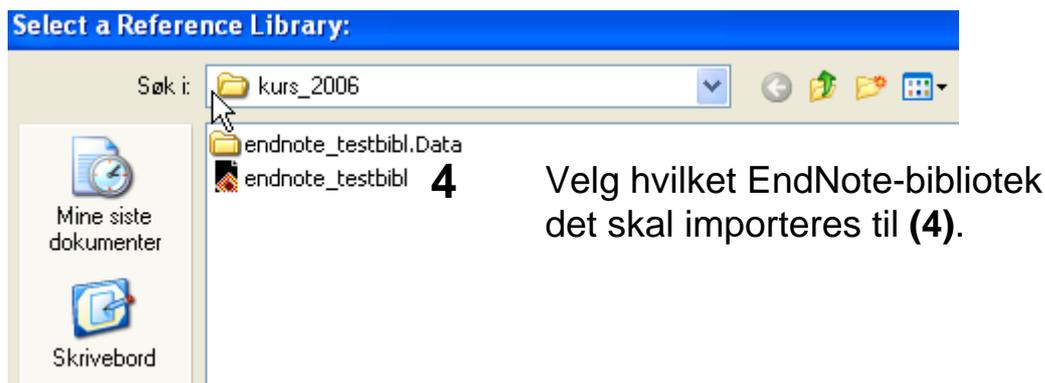 Select a Reference Library:
Søk i: kurs_2006
endnote_testbibl.Data
endnote_testbibl 4
Velg hvilket EndNote-bibliotek
det skal importeres til (4).
Mine siste
dokumenter
Skrivebord